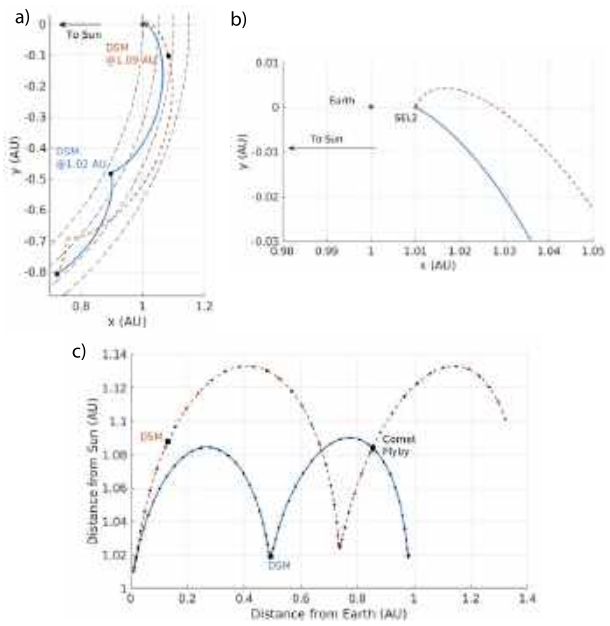 a)
0
-0.1
-0.2
-0.3
-0.4
-0.5
-0.6
-0.7
-0.8
y (AU)
To Sun
DSM
@1.09 AU
DSM
@1.02 AU
0.8
1
1.2
x (AU)
b)
0.01
0
-0.01
-0.02
-0.03
y (AU)
Earth
SEL2
To Sun
0.98
0.99
1
1.01
1.02
1.03
1.04
1.05
x (AU)
c)
1.14
1.12
1.1
1.08
1.06
1.04
1.02
1
Distance from Sun (AU)
DSM
Comet
Flyby
DSM
0
0.2
0.4
0.6
0.8
1
1.2
1.4
Distance from Earth (AU)